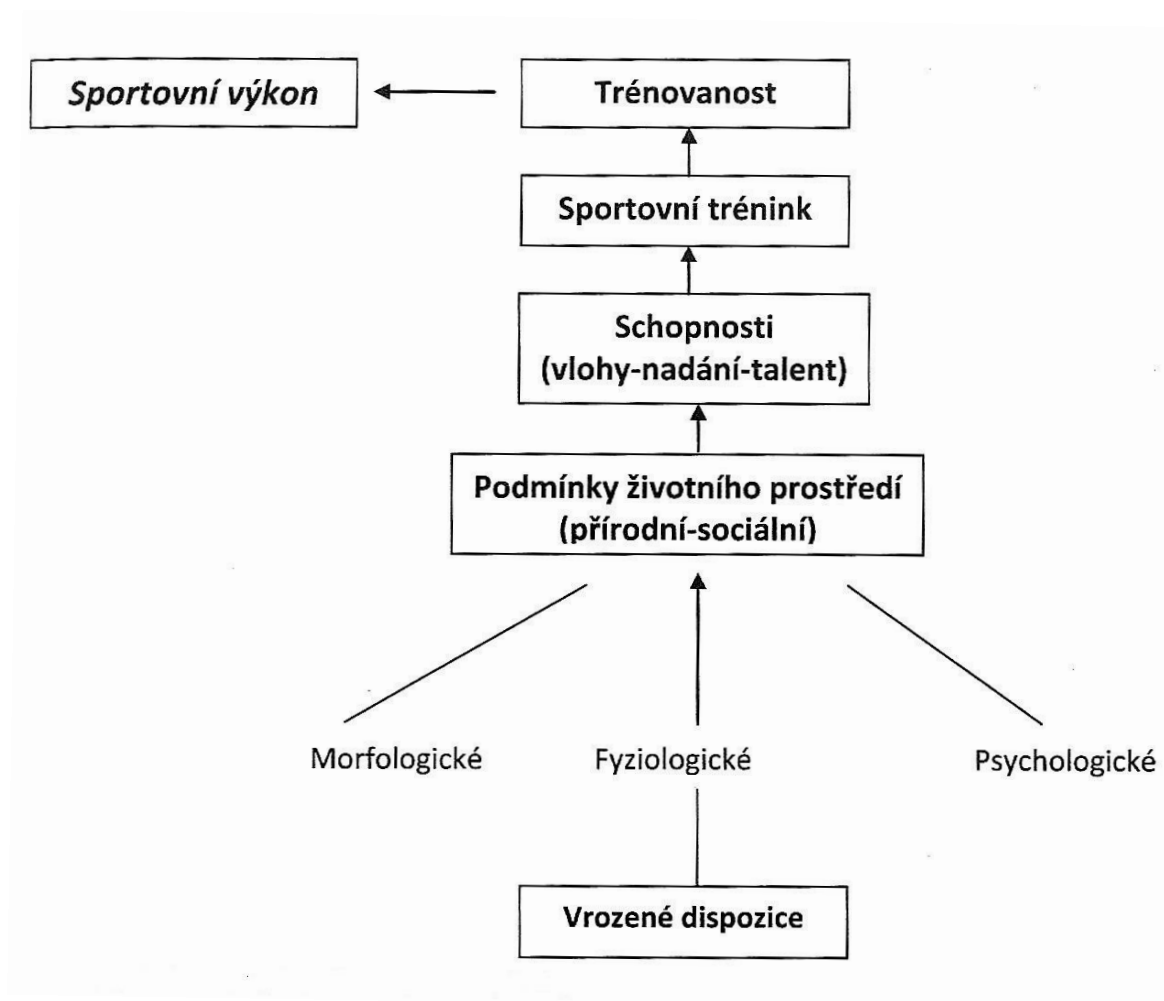 Sportovní výkon
Trénovanost
Sportovní trénink
Schopnosti
(vlohy-nadání-talent)
Podmínky životního prostředí
(přírodní-sociální)
Morfologické
Fyziologické
Psychologické
Vrozené dispozice